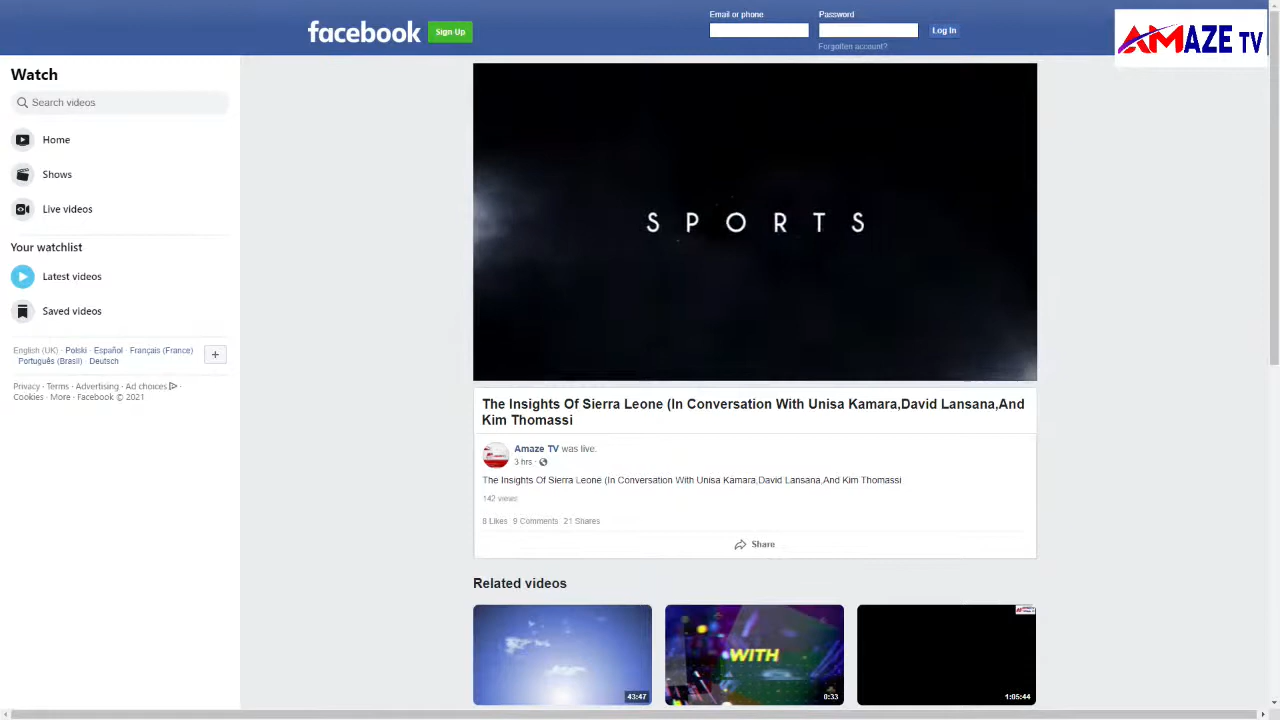 facebook
Sign Up
Email or phone
Password
Log In
Forgotten account?
AMAZE TV
Watch
Search videos
Home
Shows
Live videos
Your watchlist
Latest videos
Saved videos
English (UK) · Polski · Español · Français (France)
Português (Brasil) · Deutsch
+
Privacy · Terms · Advertising · Ad choices ·
Cookies · More · Facebook © 2021
SPORTS
The Insights Of Sierra Leone (In Conversation With Unisa Kamara,David Lansana,And
Kim Thomassi
Amaze TV was live.
3 hrs ·
The Insights Of Sierra Leone (In Conversation With Unisa Kamara,David Lansana,And Kim Thomassi
142 views
8 Likes 9 Comments 21 Shares
Share
Related videos
43:47
WITH
0:33
1:05:44